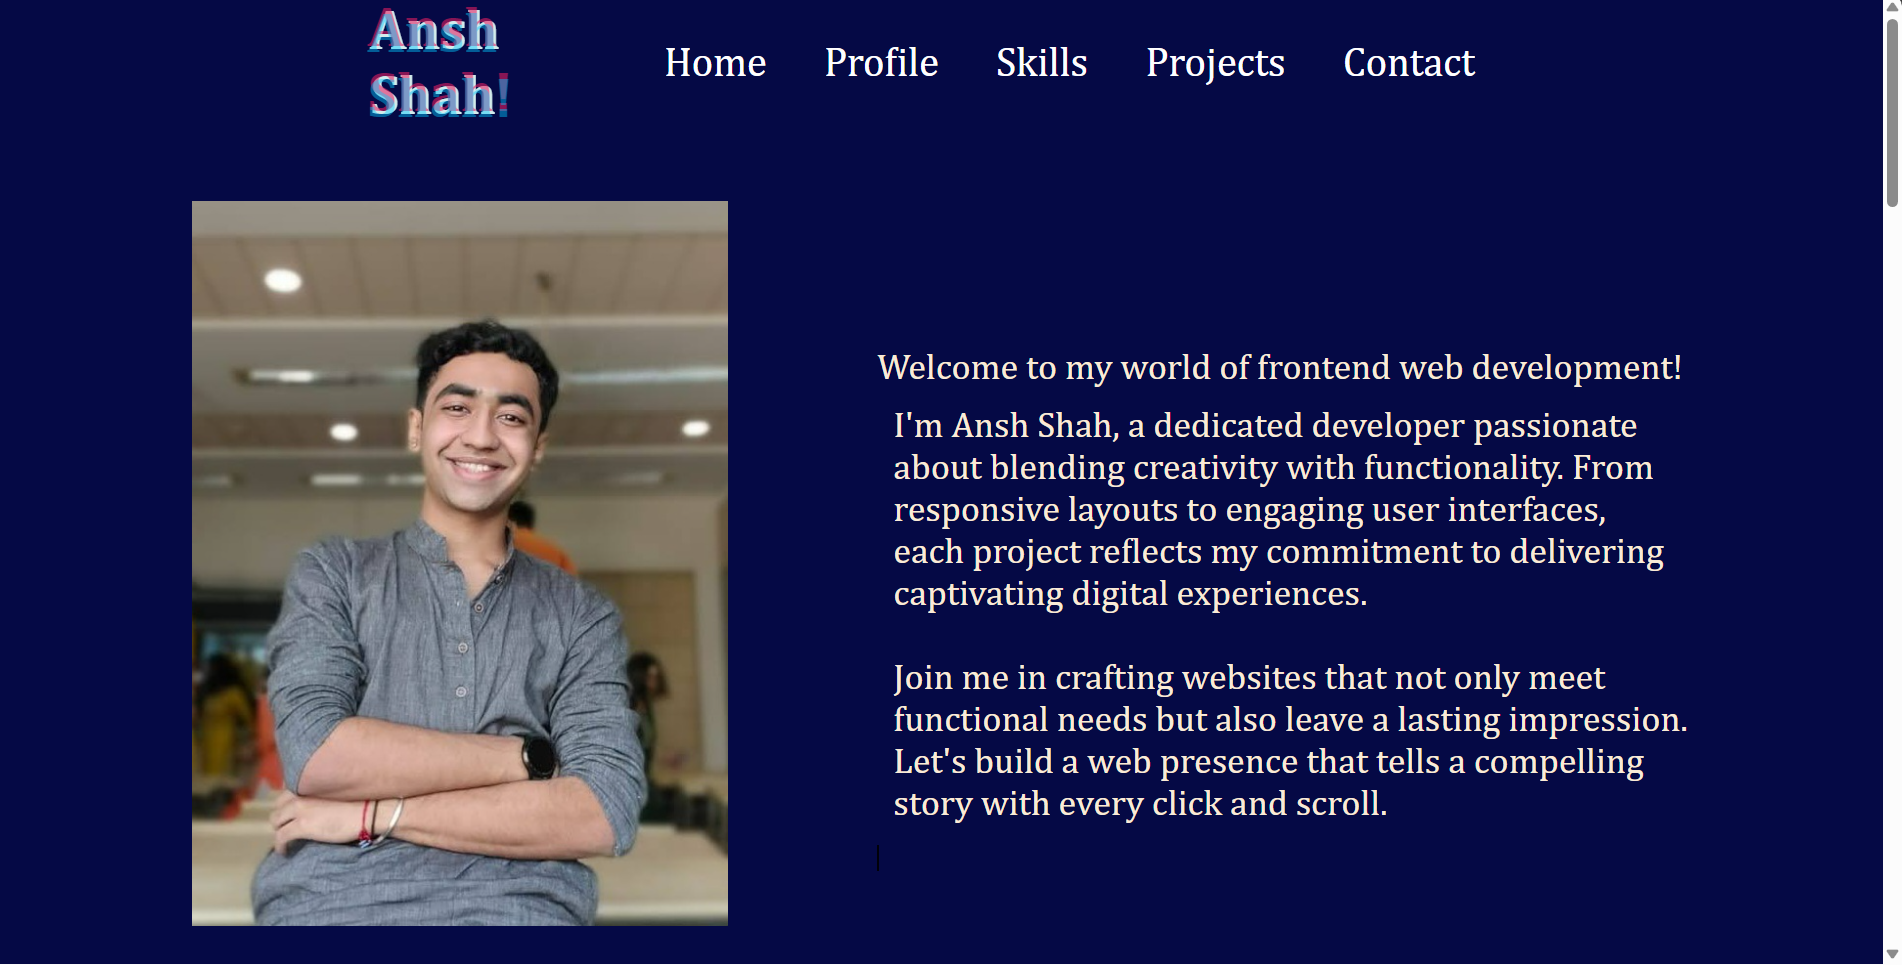 Ansh
Shah!
Home Profile Skills Projects Contact
Welcome to my world of frontend web development!
I'm Ansh Shah, a dedicated developer passionate
about blending creativity with functionality. From
responsive layouts to engaging user interfaces,
each project reflects my commitment to delivering
captivating digital experiences.
Join me in crafting websites that not only meet
functional needs but also leave a lasting impression.
Let's build a web presence that tells a compelling
story with every click and scroll.